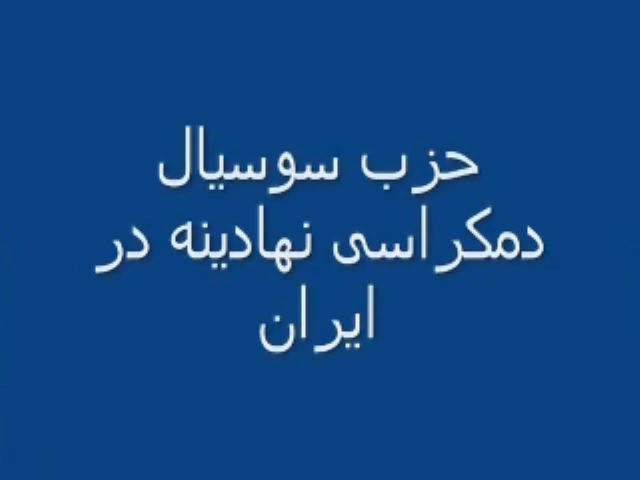 حزب سوسیال
دمکراسی نهادینه در
ایران